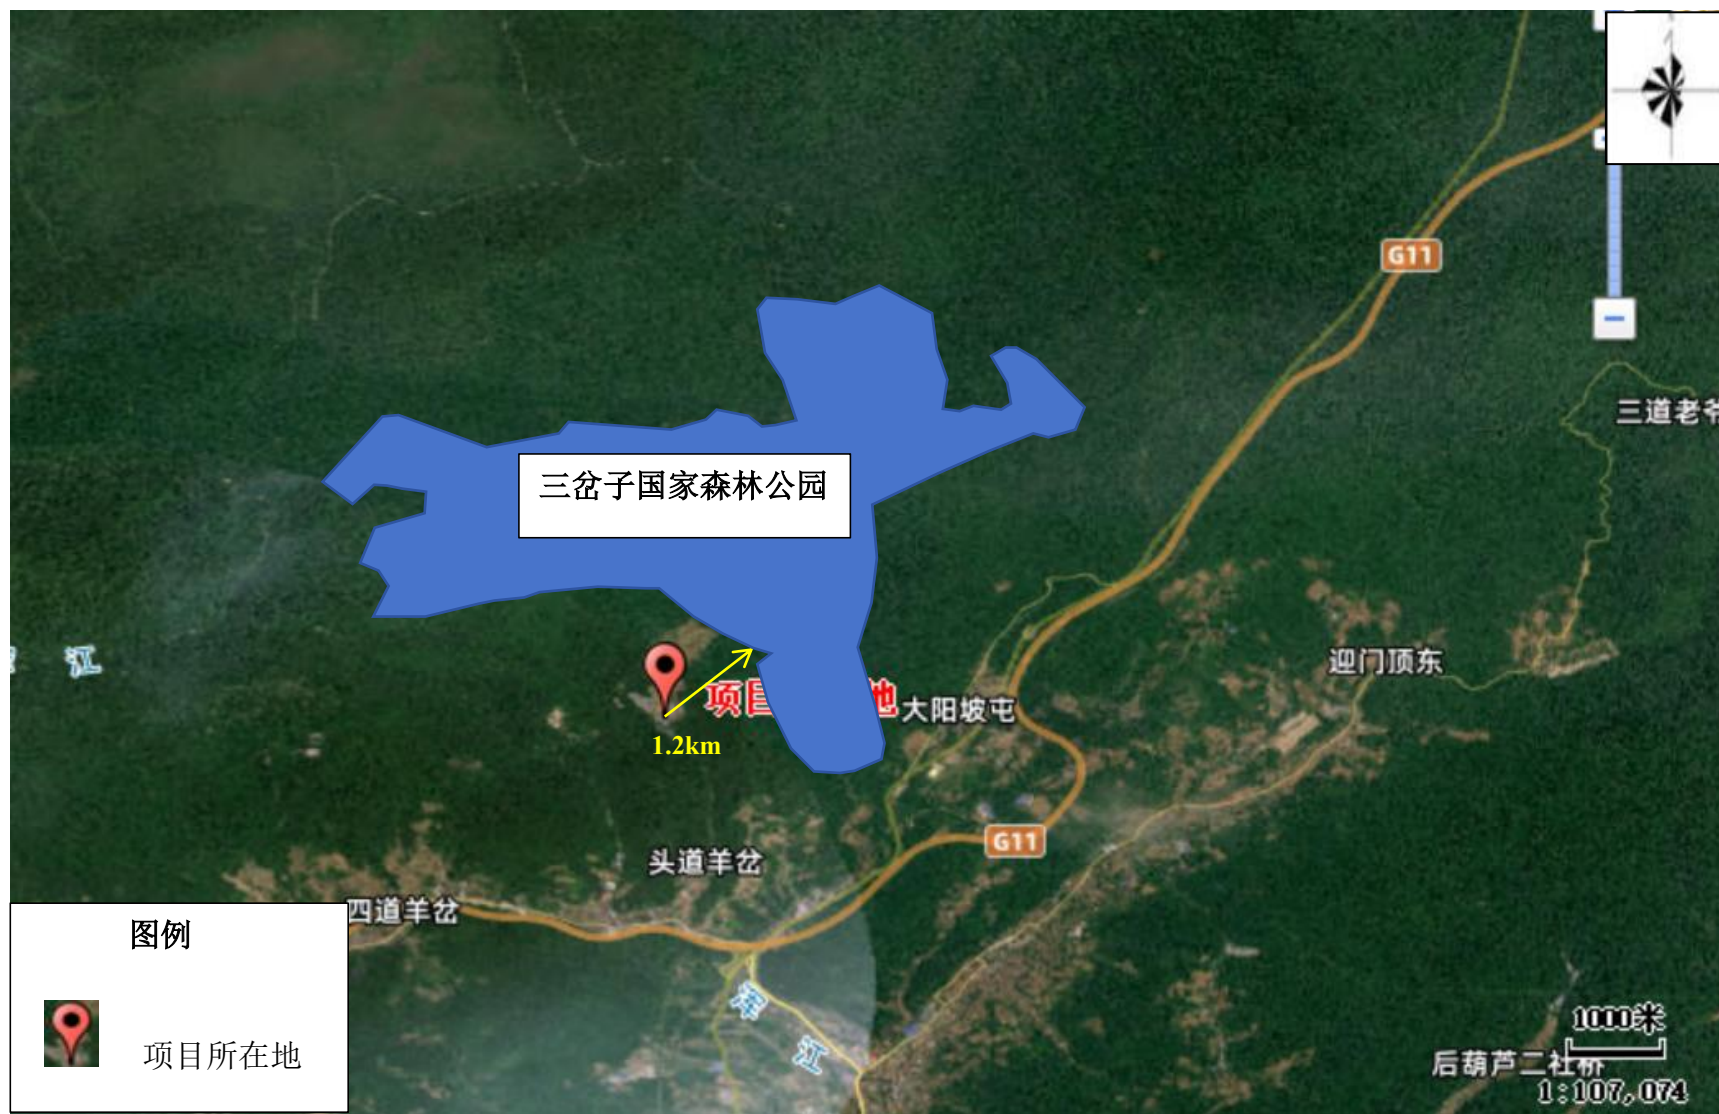 G11
三道老爷
三岔子国家森林公园
江
迎门顶东
项目 地
大阳坡屯
1.2km
G11
头道羊岔
四道羊岔
图例
项目所在地
浑
江
1000米
后葫芦二社桥
1:107,074